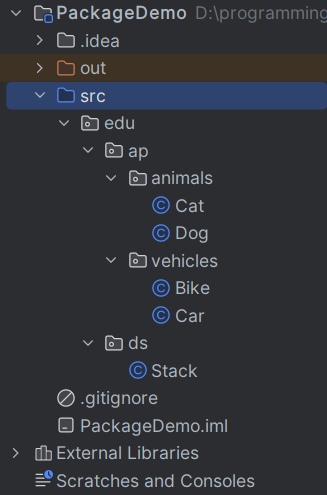 PackageDemo D:\programming
.idea
out
src
edu
ap
animals
C Cat
C Dog
vehicles
C Bike
C Car
ds
C Stack
.gitignore
PackageDemo.iml
External Libraries
Scratches and Consoles